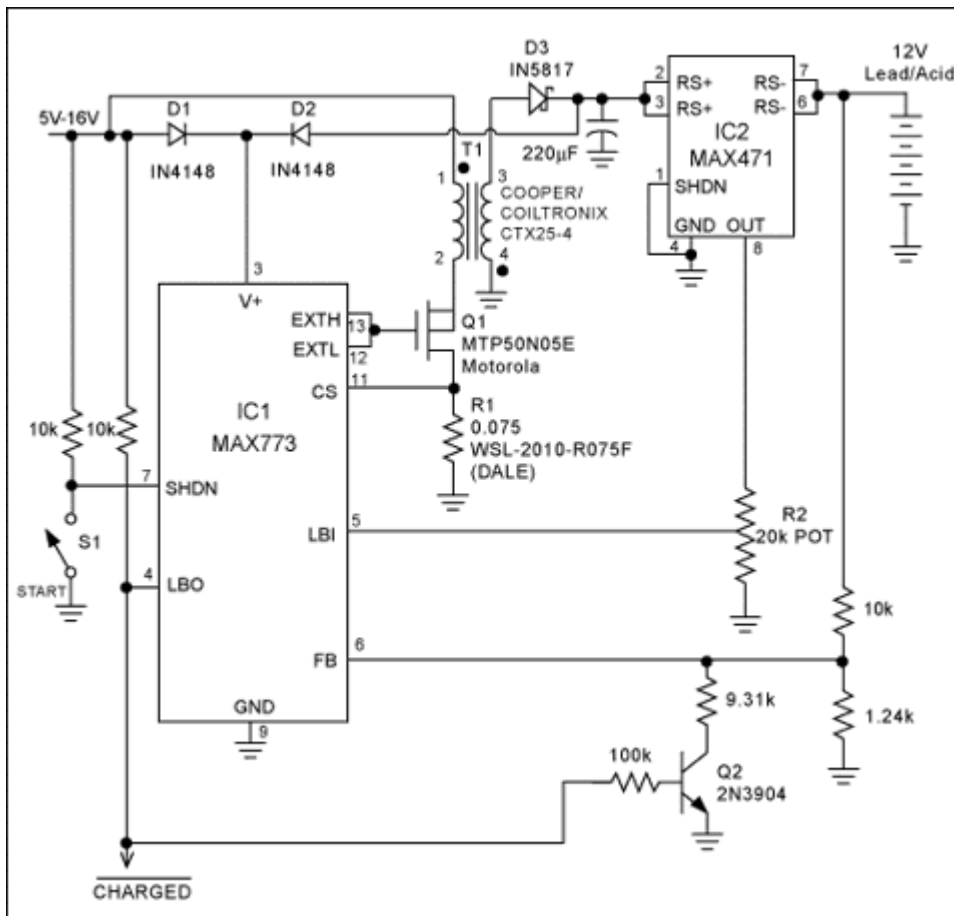 D3
IN5817
12V
Lead/Acid
2
RS+
3
RS+
RS-
7
RS-
6
IC2
MAX471
1
SHDN
GND
OUT
4
8
5V-16V
D1
IN4148
D2
IN4148
220µF
T1
1
2
3
4
COOPER/
COILTRONIX
CTX25-4
3
V+
EXTH
13
EXTL
12
CS
11
Q1
MTP50N05E
Motorola
IC1
MAX773
R1
0.075
WSL-2010-R075F
(DALE)
10k
10k
7
SHDN
S1
START
4
LBO
LBI
5
R2
20k POT
FB
6
10k
GND
9
9.31k
1.24k
100k
Q2
2N3904
CHARGED